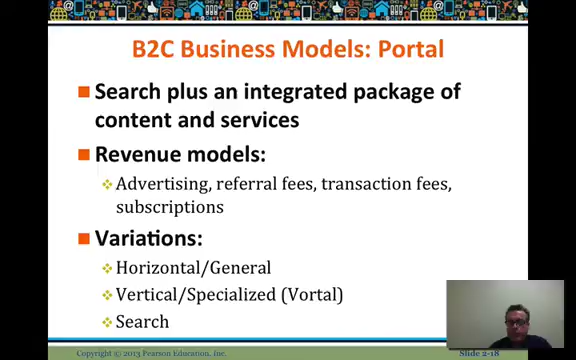 B2C Business Models: Portal
Search plus an integrated package of
content and services
Revenue models:
Advertising, referral fees, transaction fees,
subscriptions
Variations:
Horizontal/General
Vertical/Specialized (Vortal)
Search
Copyright © 2013 Pearson Education, Inc.
Slide 2-18